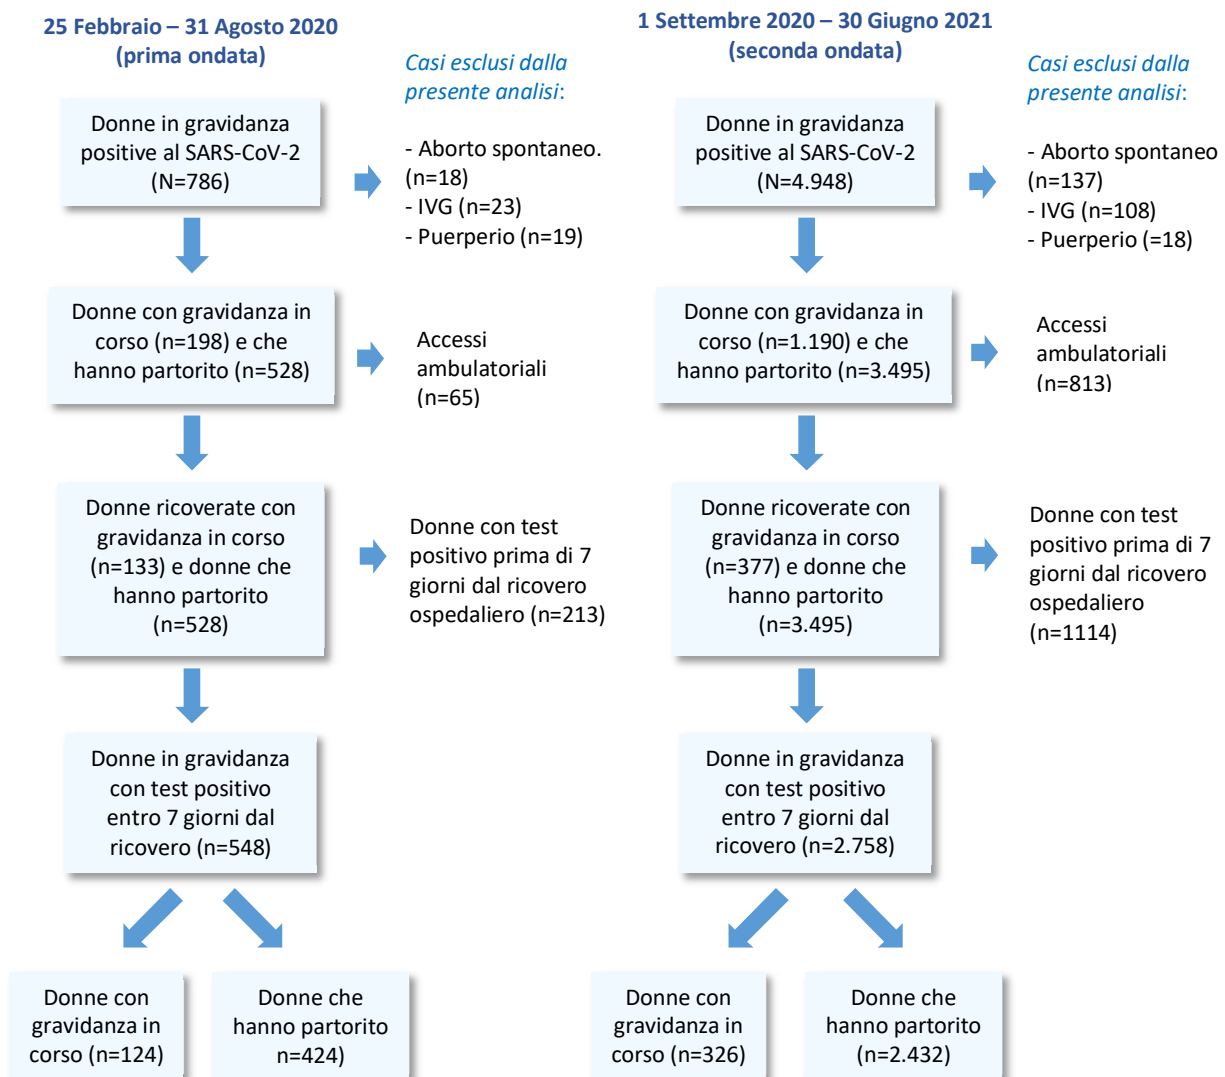 25 Febbraio – 31 Agosto 2020
(prima ondata)
Casi esclusi dalla
presente analisi:
Donne in gravidanza
positive al SARS-CoV-2
(N=786)
- Aborto spontaneo.
(n=18)
- IVG (n=23)
- Puerperio (n=19)
Donne con gravidanza in
corso (n=198) e che
hanno partorito (n=528)
Accessi
ambulatoriali
(n=65)
Donne ricoverate con
gravidanza in corso
(n=133) e donne che
hanno partorito
(n=528)
Donne con test
positivo prima di 7
giorni dal ricovero
ospedaliero (n=213)
Donne in gravidanza
con test positivo
entro 7 giorni dal
ricovero (n=548)
Donne con
gravidanza in
corso (n=124)
Donne che
hanno partorito
n=424)
1 Settembre 2020 – 30 Giugno 2021
(seconda ondata)
Casi esclusi dalla
presente analisi:
Donne in gravidanza
positive al SARS-CoV-2
(N=4.948)
- Aborto spontaneo
(n=137)
- IVG (n=108)
- Puerperio (=18)
Donne con gravidanza in
corso (n=1.190) e che
hanno partorito (n=3.495)
Accessi
ambulatoriali
(n=813)
Donne ricoverate con
gravidanza in corso
(n=377) e donne che
hanno partorito
(n=3.495)
Donne con test
positivo prima di 7
giorni dal ricovero
ospedaliero
(n=1114)
Donne in gravidanza
con test positivo
entro 7 giorni dal
ricovero (n=2.758)
Donne con
gravidanza in
corso (n=326)
Donne che
hanno partorito
(n=2.432)